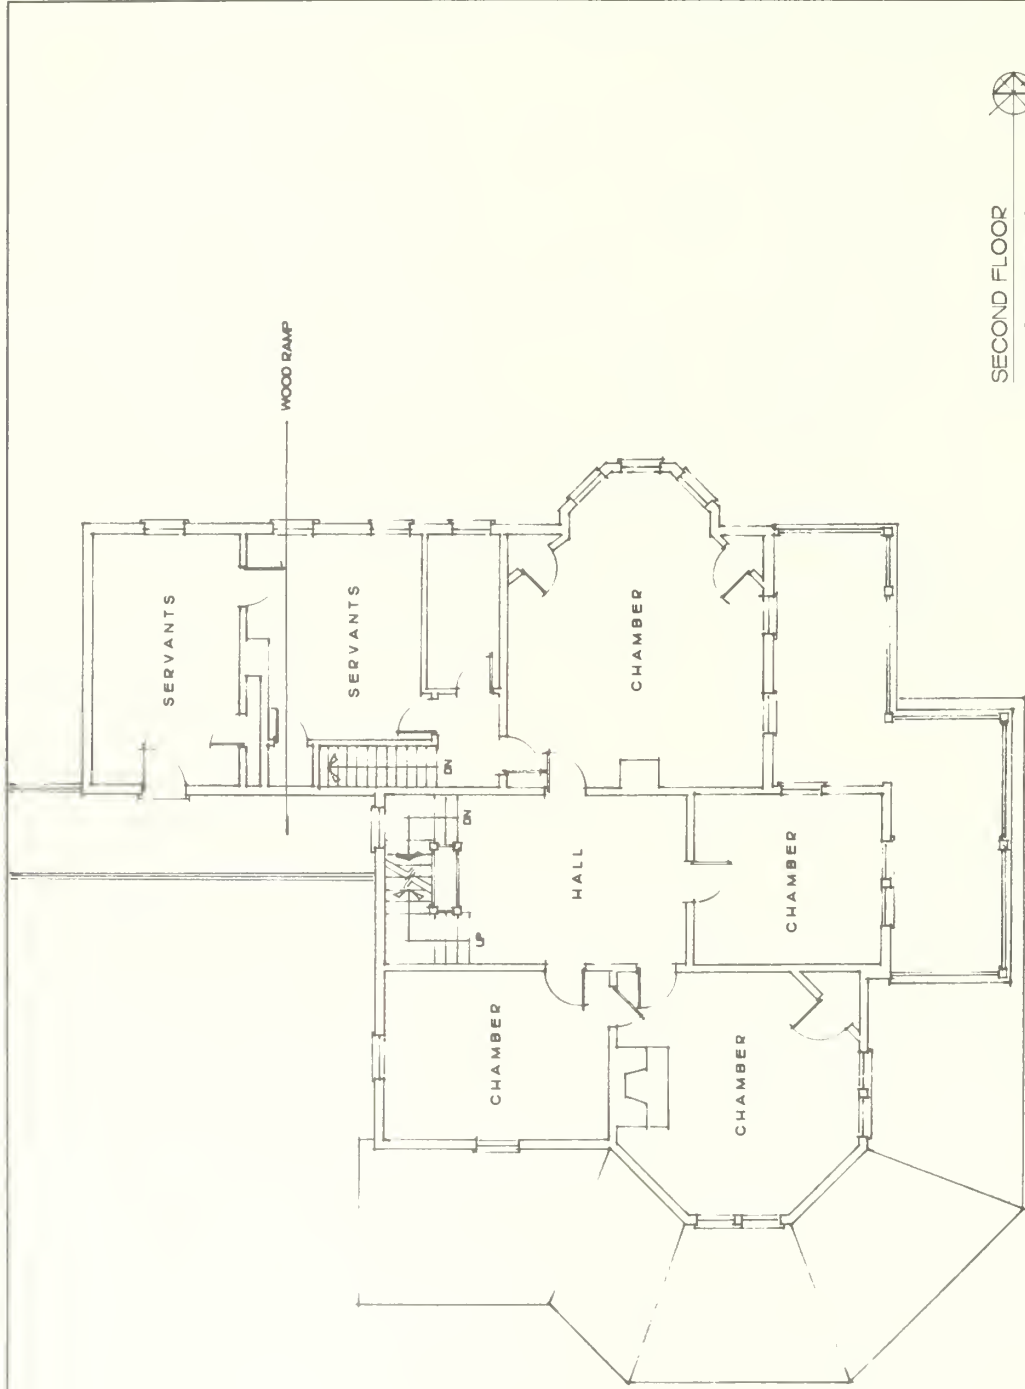 SERVANTS
WOOD RAMP
SERVANTS
DN
CHAMBER
DN
HALL
UP
CHAMBER
CHAMBER
CHAMBER
SECOND FLOOR